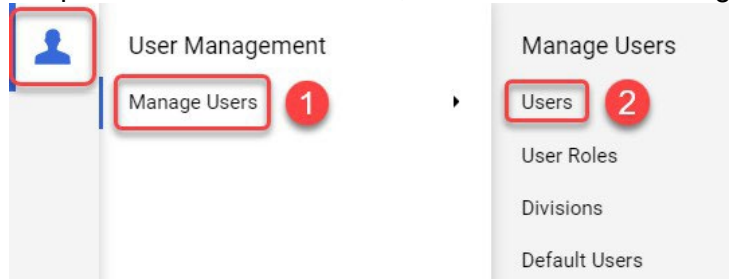 User Management
Manage Users 1
Manage Users
Users 2
User Roles
Divisions
Default Users